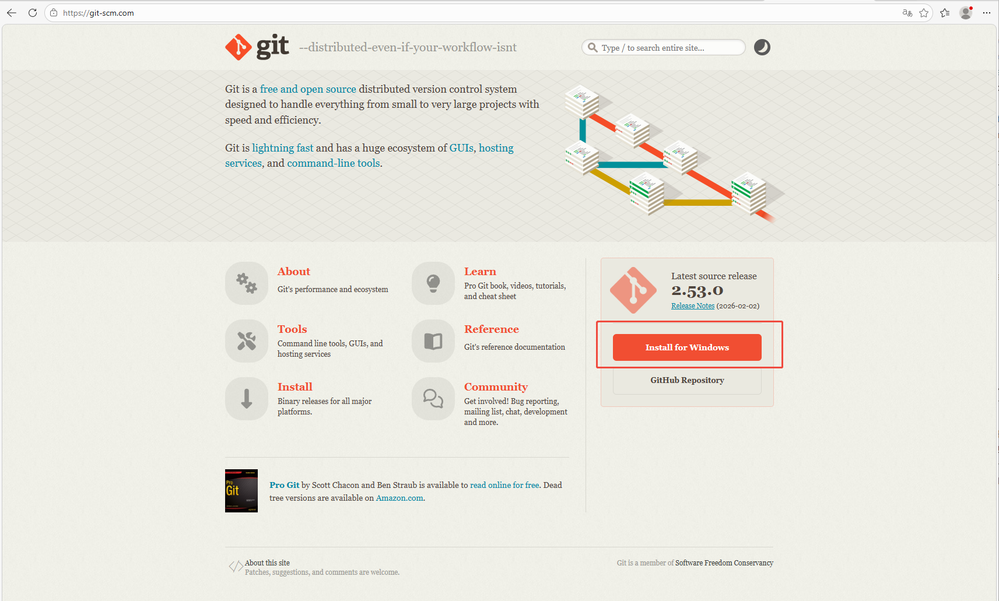 https://git-scm.com
git --distributed-even-if-your-workflow-isnt
Type / to search entire site...
Git is a free and open source distributed version control system
designed to handle everything from small to very large projects with
speed and efficiency.
Git is lightning fast and has a huge ecosystem of GUIs, hosting
services, and command-line tools.
About
Git's performance and ecosystem
Learn
Pro Git book, videos, tutorials,
and cheat sheet
Tools
Command line tools, GUIs, and
hosting services
Reference
Git's reference documentation
Install
Binary releases for all major
platforms.
Community
Get involved! Bug reporting,
mailing list, chat, development
and more.
Latest source release
2.53.0
Release Notes (2026-02-02)
Install for Windows
GitHub Repository
Pro
Git
Pro Git by Scott Chacon and Ben Straub is available to read online for free. Dead
tree versions are available on Amazon.com.
About this site
Patches, suggestions, and comments are welcome.
Git is a member of Software Freedom Conservancy